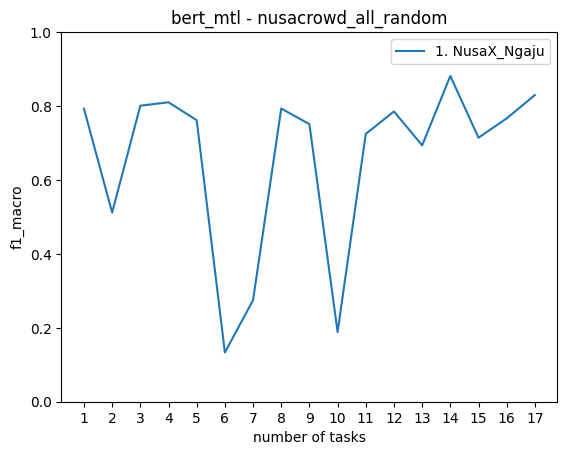 bert_mtl - nusacrowd_all_random
1. NusaX_Ngaju
f1_macro
1.0
0.8
0.6
0.4
0.2
0.0
1 2 3 4 5 6 7 8 9 10 11 12 13 14 15 16 17
number of tasks